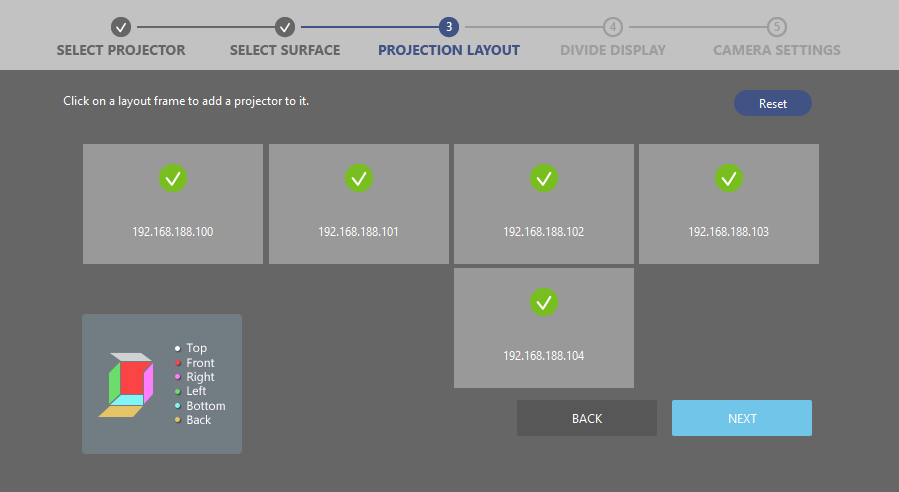 3
4
5
SELECT PROJECTOR
SELECT SURFACE
PROJECTION LAYOUT
DIVIDE DISPLAY
CAMERA SETTINGS
Click on a layout frame to add a projector to it.
Reset
192.168.188.100
192.168.188.101
192.168.188.102
192.168.188.103
192.168.188.104
Top
Front
Right
Left
Bottom
Back
BACK
NEXT